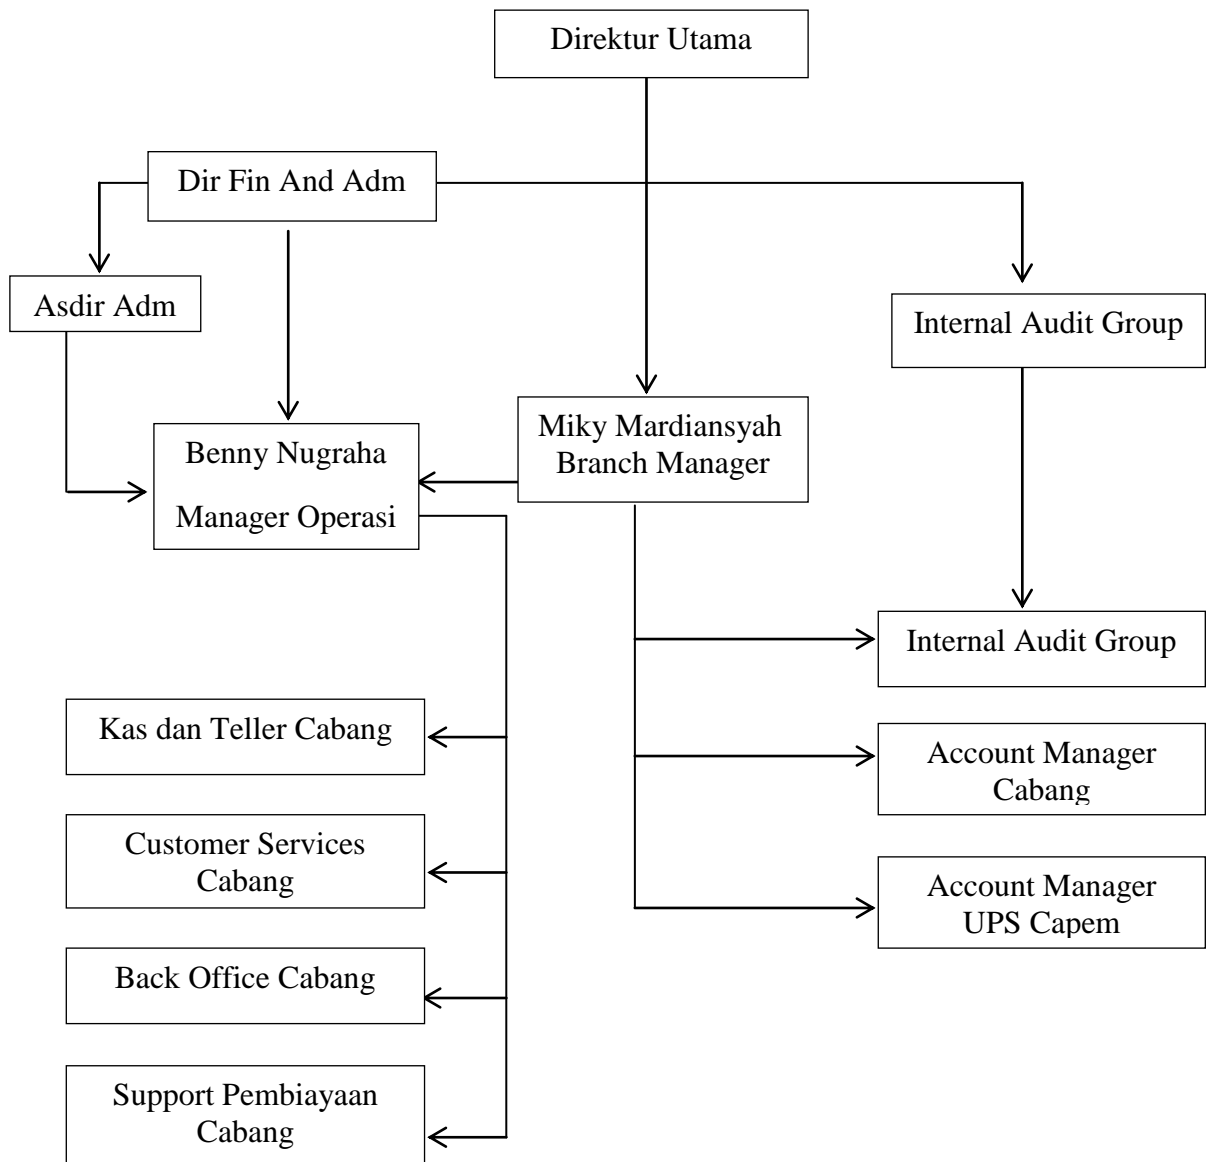 Direktur Utama
Dir Fin And Adm
Asdir Adm
Internal Audit Group
Miky Mardiansyah
Branch Manager
Benny Nugraha
Manager Operasi
Internal Audit Group
Kas dan Teller Cabang
Account Manager
Cabang
Customer Services
Cabang
Account Manager
UPS Capem
Back Office Cabang
Support Pembiayaan
Cabang